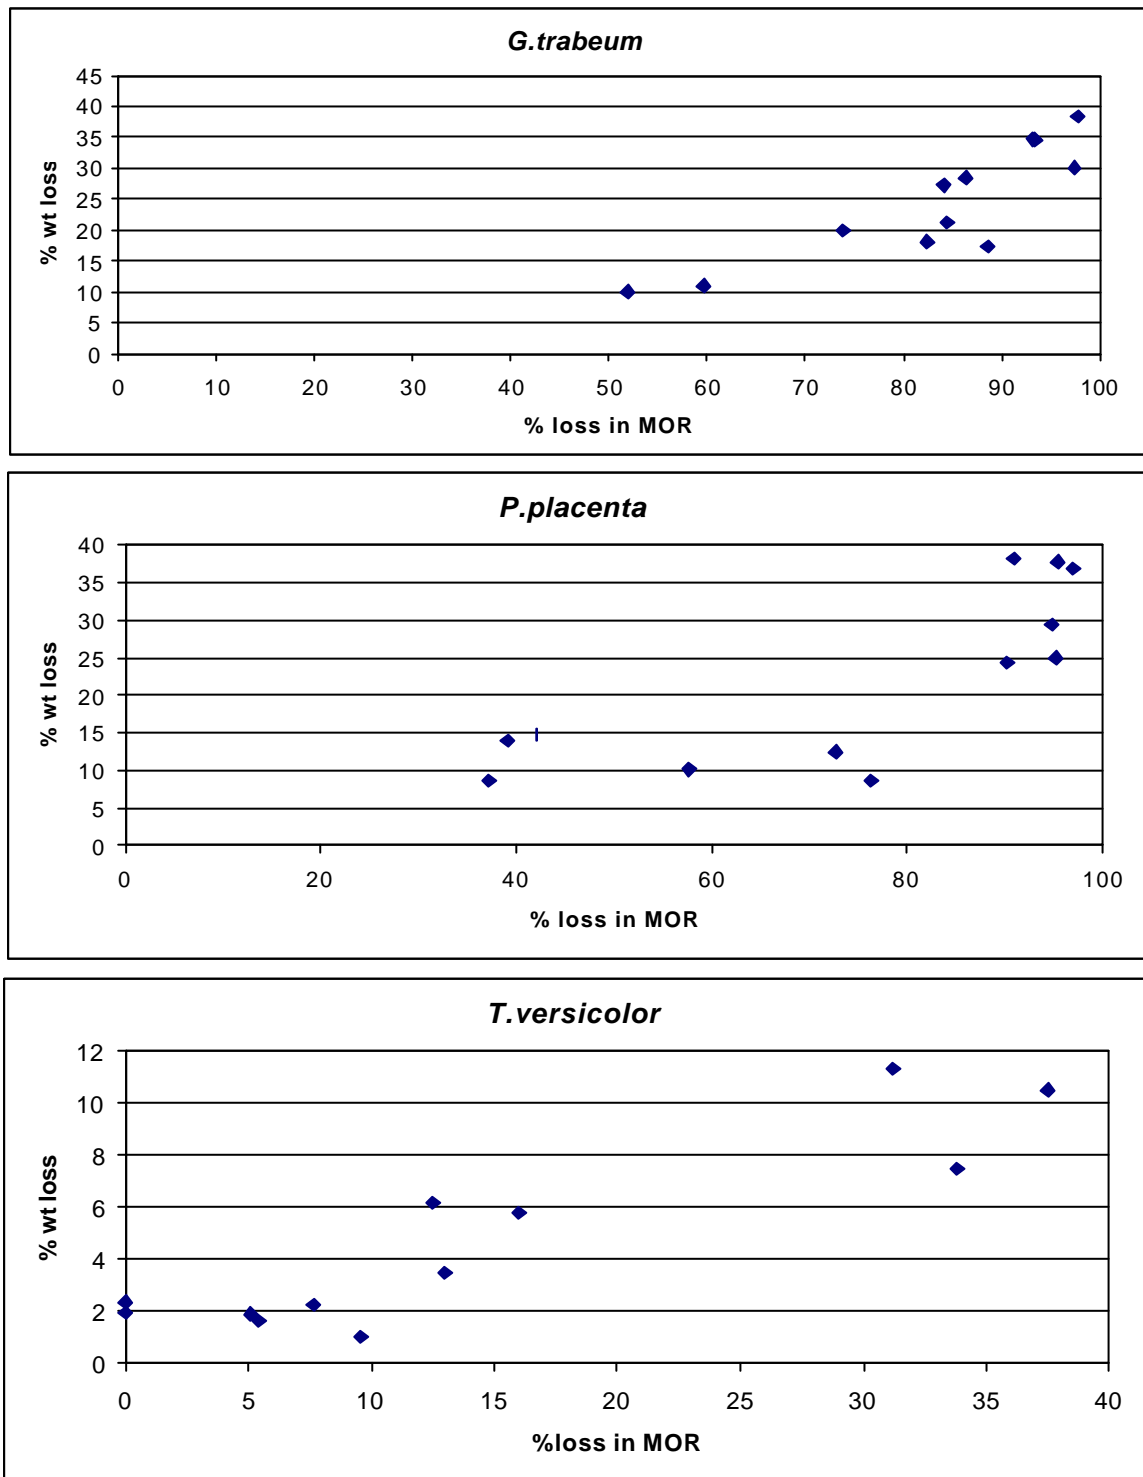 G.trabeum
45
40
35
30
25
20
15
10
5
0
% wt loss
0 10 20 30 40 50 60 70 80 90 100
% loss in MOR
P.placenta
40
35
30
25
20
15
10
5
0
% wt loss
0 20 40 60 80 100
% loss in MOR
T.versicolor
12
10
8
6
4
2
0
% wt loss
0 5 10 15 20 25 30 35 40
%loss in MOR